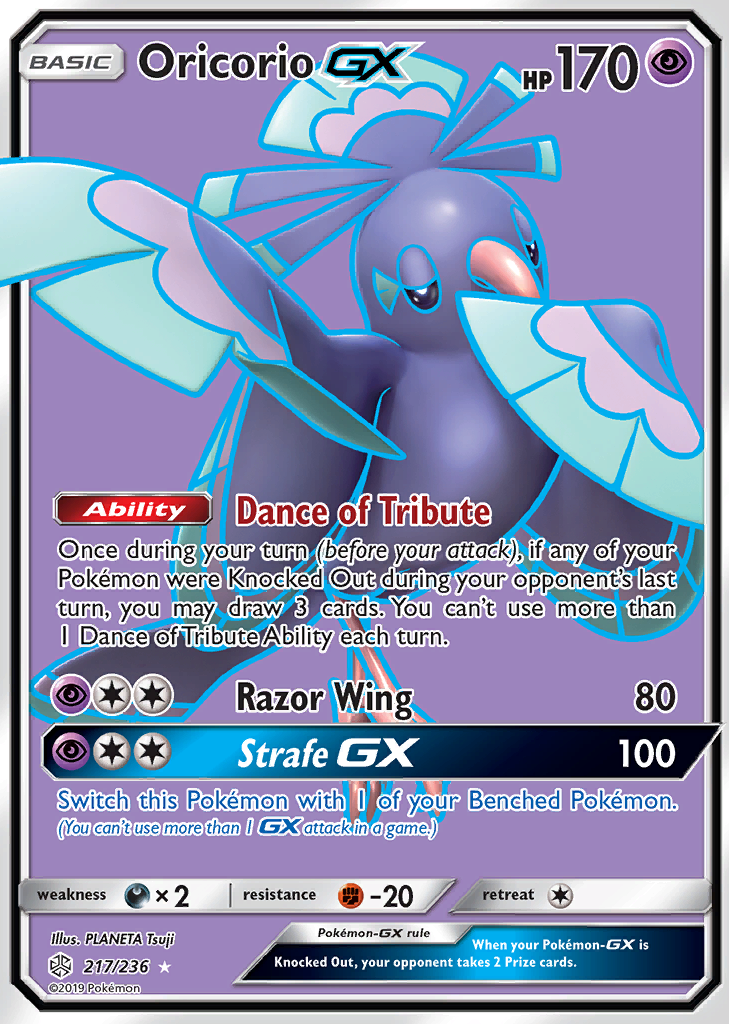 BASIC Oricorio GX HP 170
Ability Dance of Tribute
Once during your turn (before your attack), if any of your
Pokémon were Knocked Out during your opponent's last
turn, you may draw 3 cards. You can't use more than
1 Dance of Tribute Ability each turn.
Razor Wing 80
Strafe GX 100
Switch this Pokémon with 1 of your Benched Pokémon.
(You can't use more than 1 GX attack in a game.)
weakness ×2 resistance -20 retreat
Illus. PLANETA Tsuji
217/236
©2019 Pokémon
Pokémon-GX rule
When your Pokémon-GX is
Knocked Out, your opponent takes 2 Prize cards.